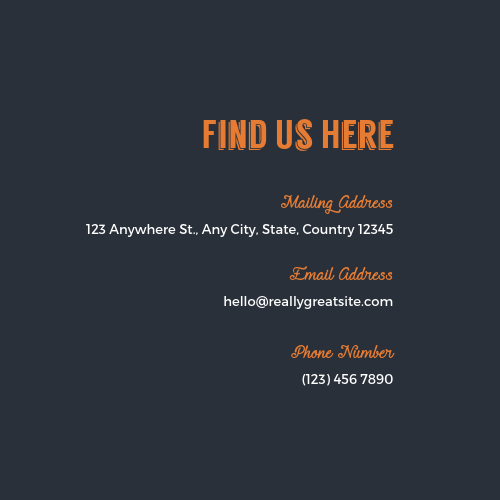 FIND US HERE
Mailing Address
123 Anywhere St., Any City, State, Country 12345
Email Address
hello@reallygreatsite.com
Phone Number
(123) 456 7890